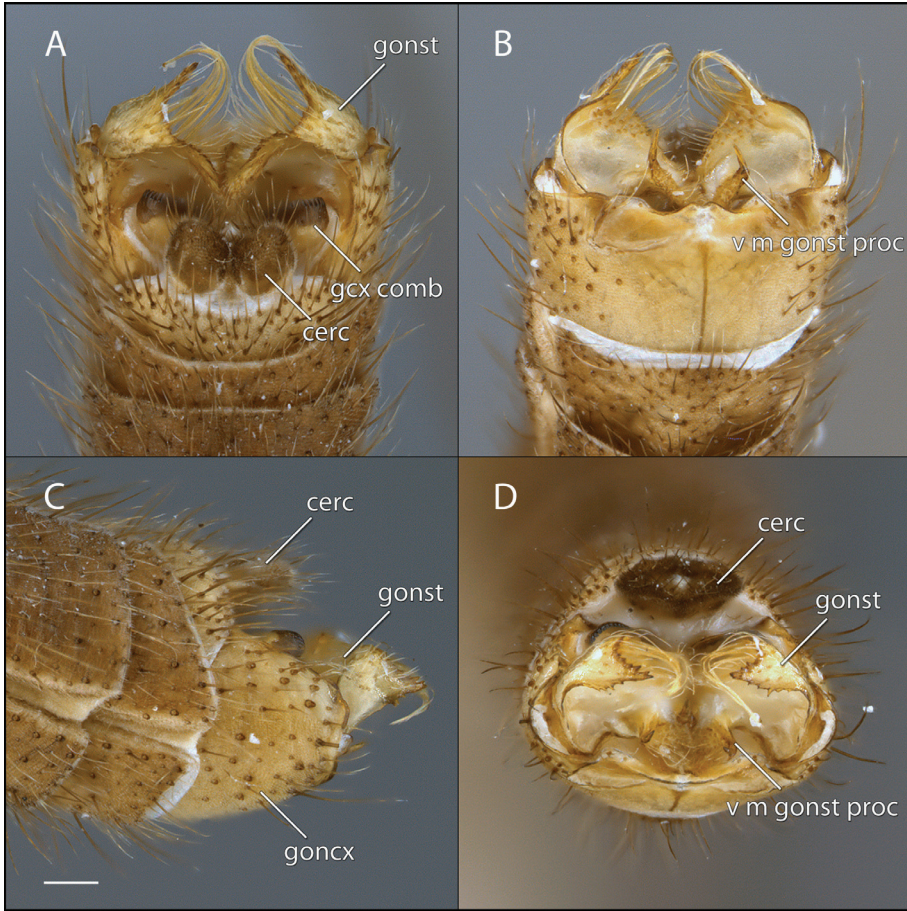 A
gonst
gcx comb
cerc
B
v m gonst proc
C
cerc
gonst
goncx
D
cerc
gonst
v m gonst proc